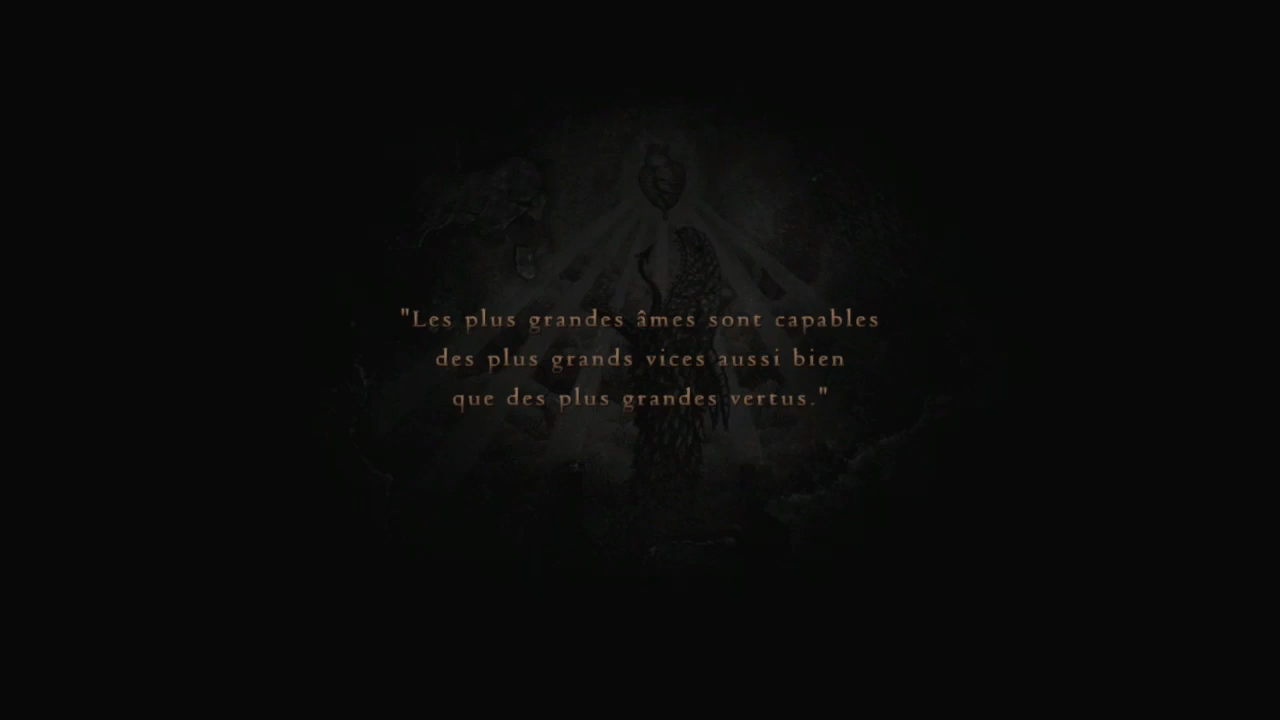 "Les plus grandes âmes sont capables
des plus grands vices aussi bien
que des plus grandes vertus."